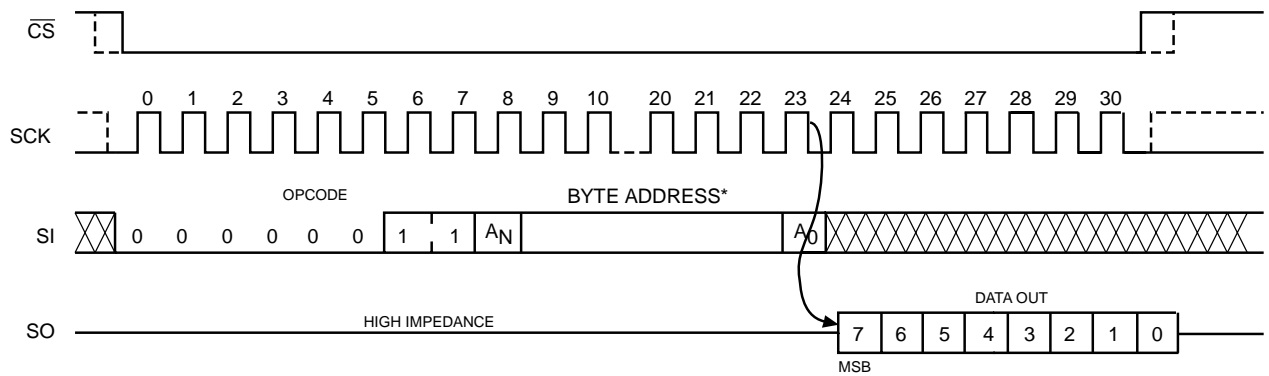 C̅S̅
0 1 2 3 4 5 6 7 8 9 10 20 21 22 23 24 25 26 27 28 29 30
SCK
OPCODE BYTE ADDRESS*
SI 0 0 0 0 0 0 1 1 AN A0
DATA OUT
SO HIGH IMPEDANCE 7 6 5 4 3 2 1 0
MSB